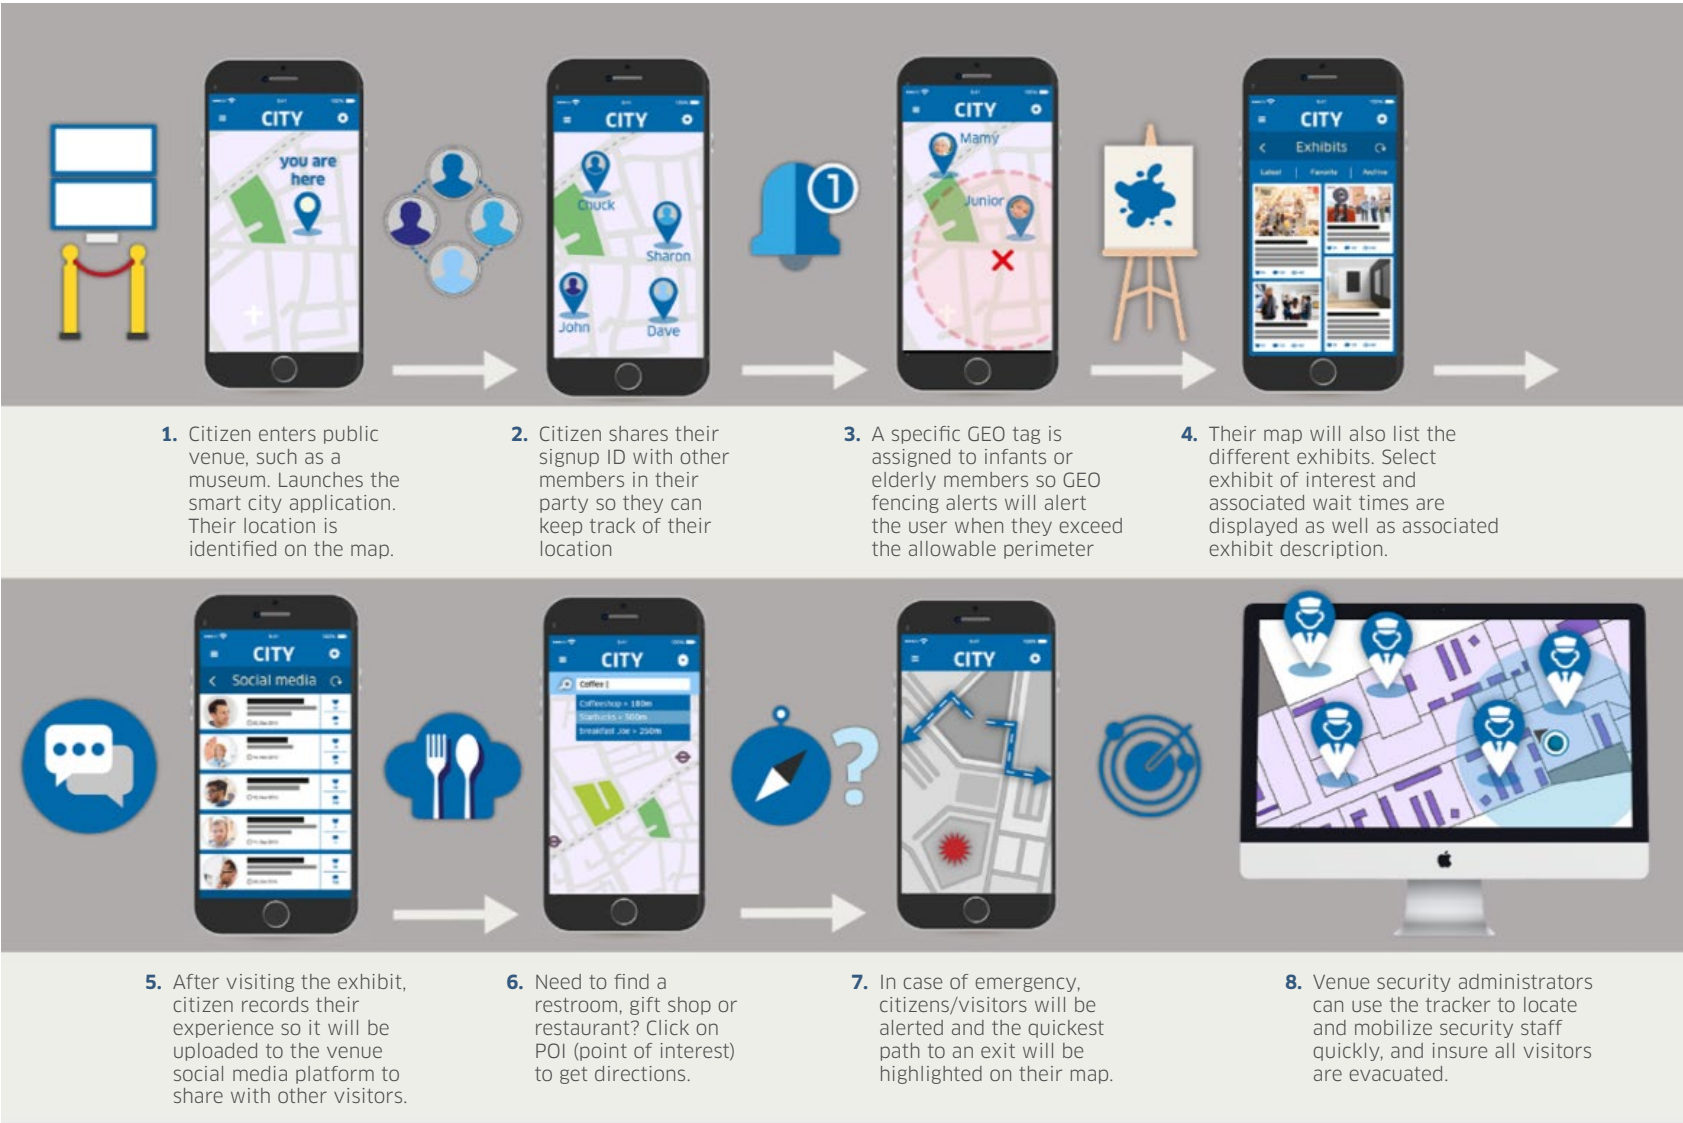 CITY
you are
here
CITY
Chuck
Sharon
John
Dave
1
CITY
Mamy
Junior
CITY
Exhibits
Latest
Favorite
Archive
1. Citizen enters public
venue, such as a
museum. Launches the
smart city application.
Their location is
identified on the map.
2. Citizen shares their
signup ID with other
members in their
party so they can
keep track of their
location
3. A specific GEO tag is
assigned to infants or
elderly members so GEO
fencing alerts will alert
the user when they exceed
the allowable perimeter
4. Their map will also list the
different exhibits. Select
exhibit of interest and
associated wait times are
displayed as well as associated
exhibit description.
CITY
Social media
CITY
Coffee |
Coffeeshop > 180m
Starbucks > 500m
breakfast Joe > 250m
?
CITY
5. After visiting the exhibit,
citizen records their
experience so it will be
uploaded to the venue
social media platform to
share with other visitors.
6. Need to find a
restroom, gift shop or
restaurant? Click on
POI (point of interest)
to get directions.
7. In case of emergency,
citizens/visitors will be
alerted and the quickest
path to an exit will be
highlighted on their map.
8. Venue security administrators
can use the tracker to locate
and mobilize security staff
quickly, and insure all visitors
are evacuated.